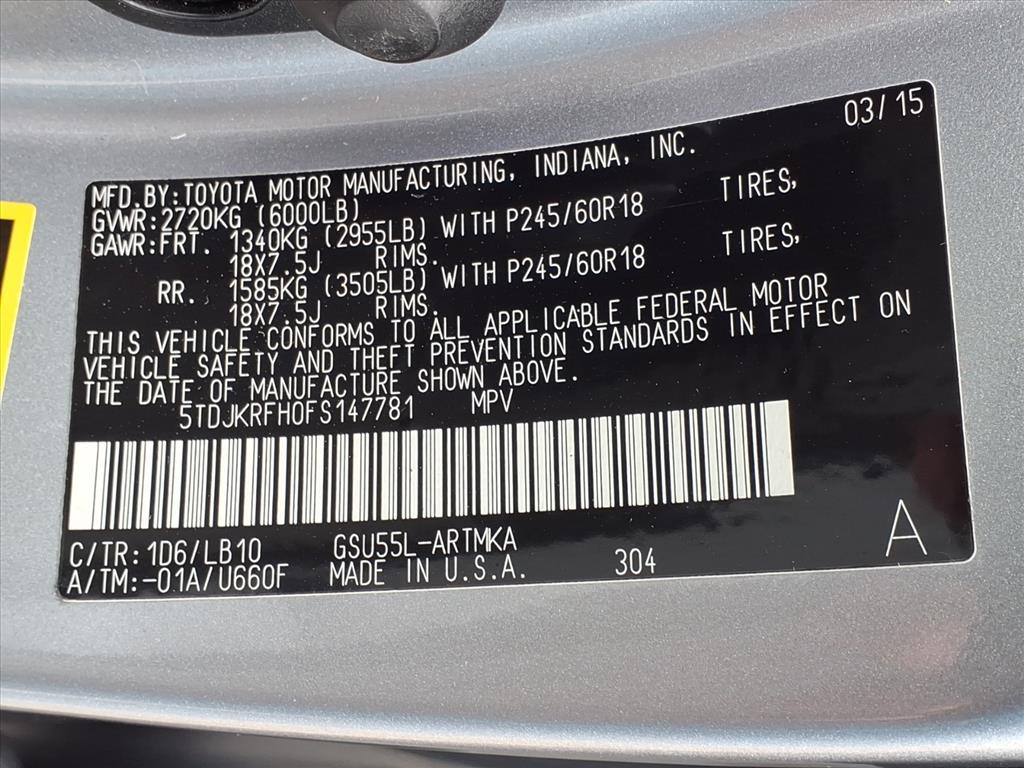 03/15
MFD.BY:TOYOTA MOTOR MANUFACTURING, INDIANA, INC.
GVWR:2720KG (6000LB)
GAWR:FRT. 1340KG (2955LB) WITH P245/60R18 TIRES,
18X7.5J RIMS.
RR. 1585KG (3505LB) WITH P245/60R18 TIRES,
18X7.5J RIMS.
THIS VEHICLE CONFORMS TO ALL APPLICABLE FEDERAL MOTOR
VEHICLE SAFETY AND THEFT PREVENTION STANDARDS IN EFFECT ON
THE DATE OF MANUFACTURE SHOWN ABOVE.
5TDJKRFH0FS147781 MPV
C/TR: 1D6/LB10 GSU55L-ARTMKA
A/TM:-01A/U660F MADE IN U.S.A. 304
A